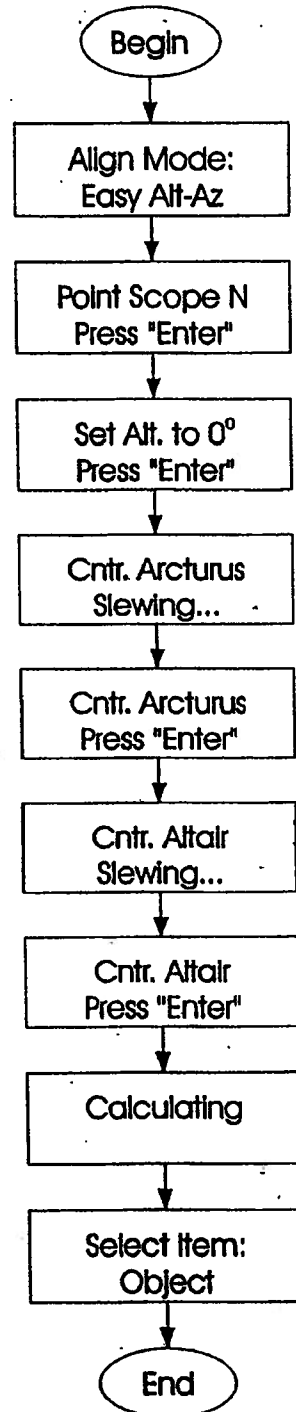 Begin
Align Mode:
Easy Alt-Az
Point Scope N
Press "Enter"
Set Alt. to 0°
Press "Enter"
Cntr. Arcturus
Slewing...
Cntr. Arcturus
Press "Enter"
Cntr. Altair
Slewing...
Cntr. Altair
Press "Enter"
Calculating
Select Item:
Object
End